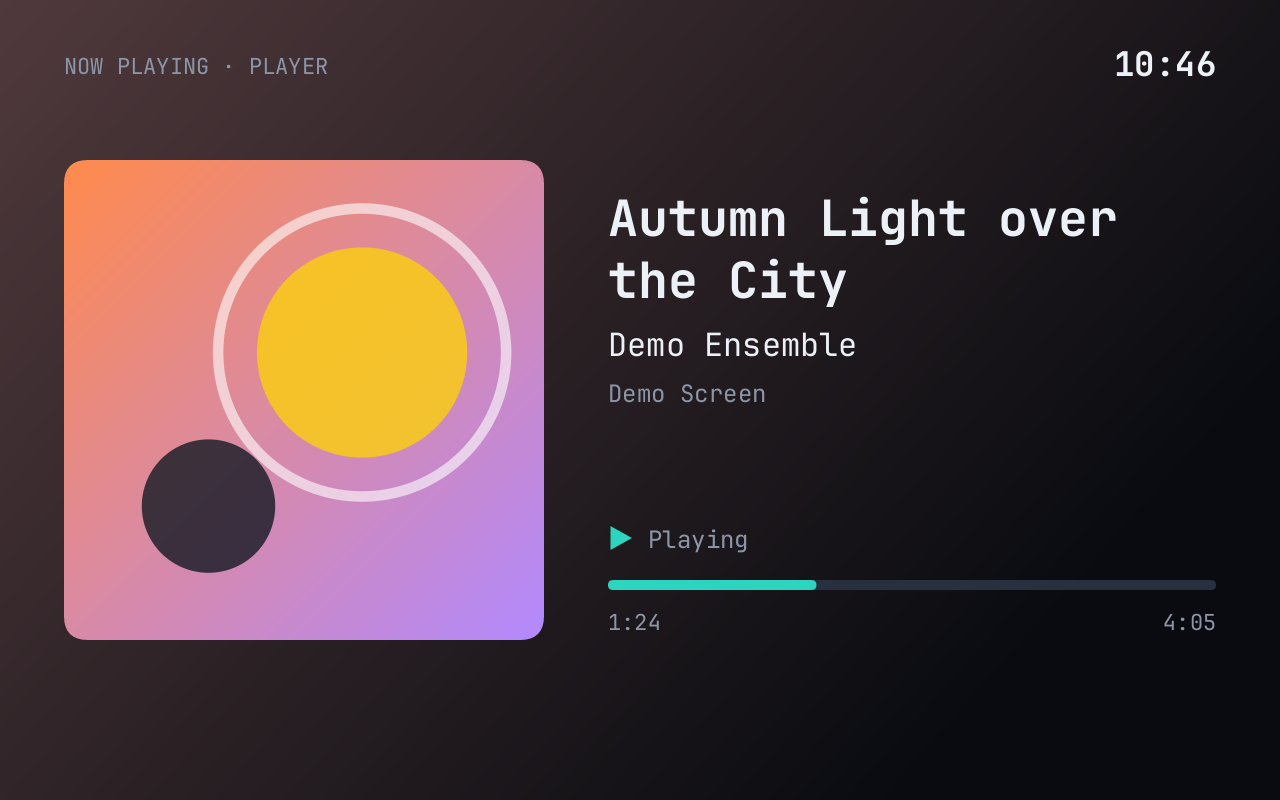 NOW PLAYING · PLAYER
10:46
Autumn Light over
the City
Demo Ensemble
Demo Screen
Playing
1:24
4:05